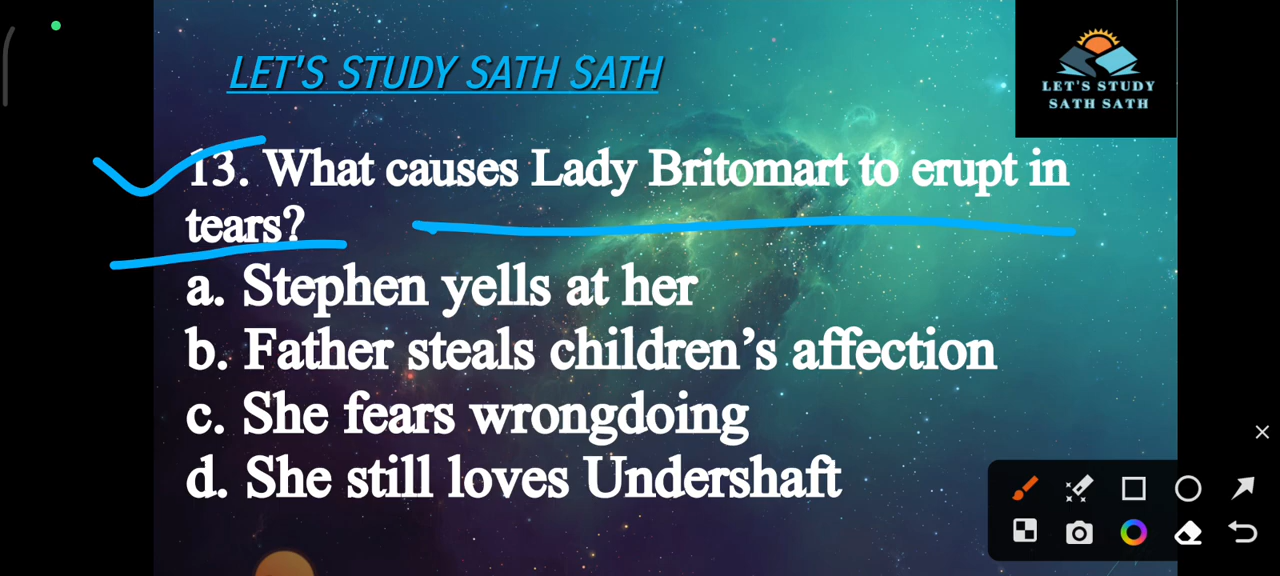 LET'S STUDY SATH SATH
LET'S STUDY
SATH SATH
13. What causes Lady Britomart to erupt in
tears?
a. Stephen yells at her
b. Father steals children’s affection
c. She fears wrongdoing
d. She still loves Undershaft